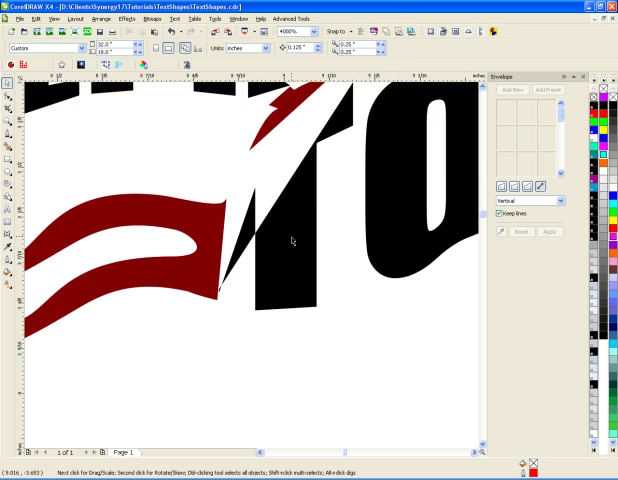 CorelDRAW X4 - [D:\Clients\Synergy17\Tutorials\TextShapes\TextShapes.cdr]
File Edit View Layout Arrange Effects Bitmaps Text Table Tools Window Help Advanced Tools
4000% Snap to
Custom 32.0 " 18.0 " Units: inches 0.125 " 0.25 " 0.25 "
inches
Envelope
Add New Add Preset
Vertical
Keep lines
Reset Apply
TO
1 of 1 Page 1
( 9.016 , -3.653 ) Next click for Drag/Scale; Second click for Rotate/Skew; Dbl-clicking tool selects all objects; Shift+click multi-selects; Alt+click digs